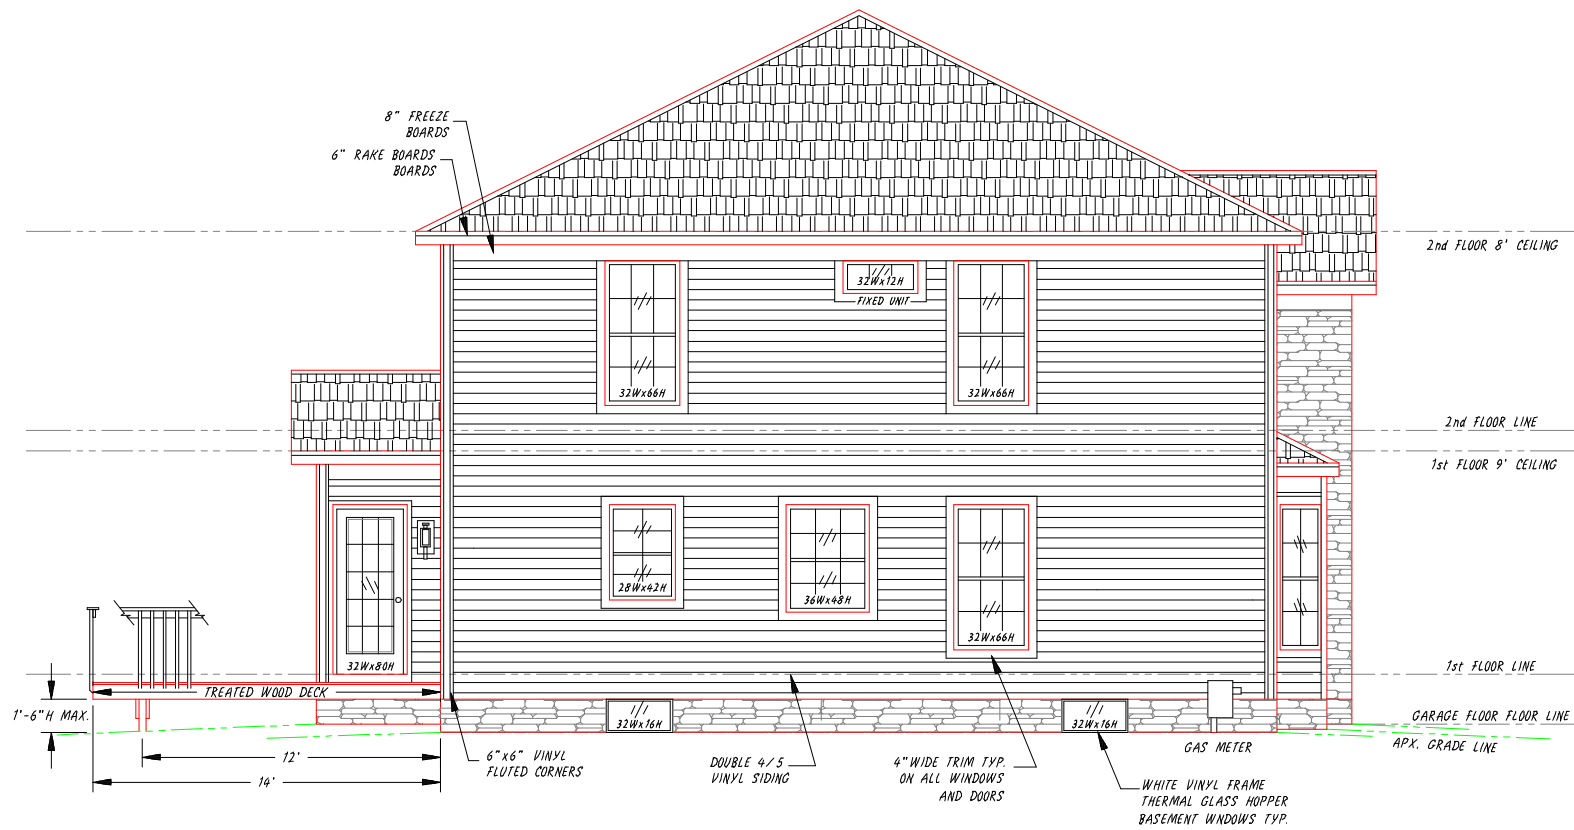 8" FREEZE
BOARDS
6" RAKE BOARDS
BOARDS
2nd FLOOR 8' CEILING
32Wx12H
FIXED UNIT
32Wx66H
32Wx66H
2nd FLOOR LINE
1st FLOOR 9' CEILING
28Wx42H
36Wx48H
32Wx66H
32Wx80H
1st FLOOR LINE
TREATED WOOD DECK
1'-6"H MAX.
32Wx16H
32Wx16H
GARAGE FLOOR FLOOR LINE
APX. GRADE LINE
GAS METER
12'
14'
6"x6" VINYL
FLUTED CORNERS
DOUBLE 4/5
VINYL SIDING
4"WIDE TRIM TYP.
ON ALL WINDOWS
AND DOORS
WHITE VINYL FRAME
THERMAL GLASS HOPPER
BASEMENT WNDOWS TYP.